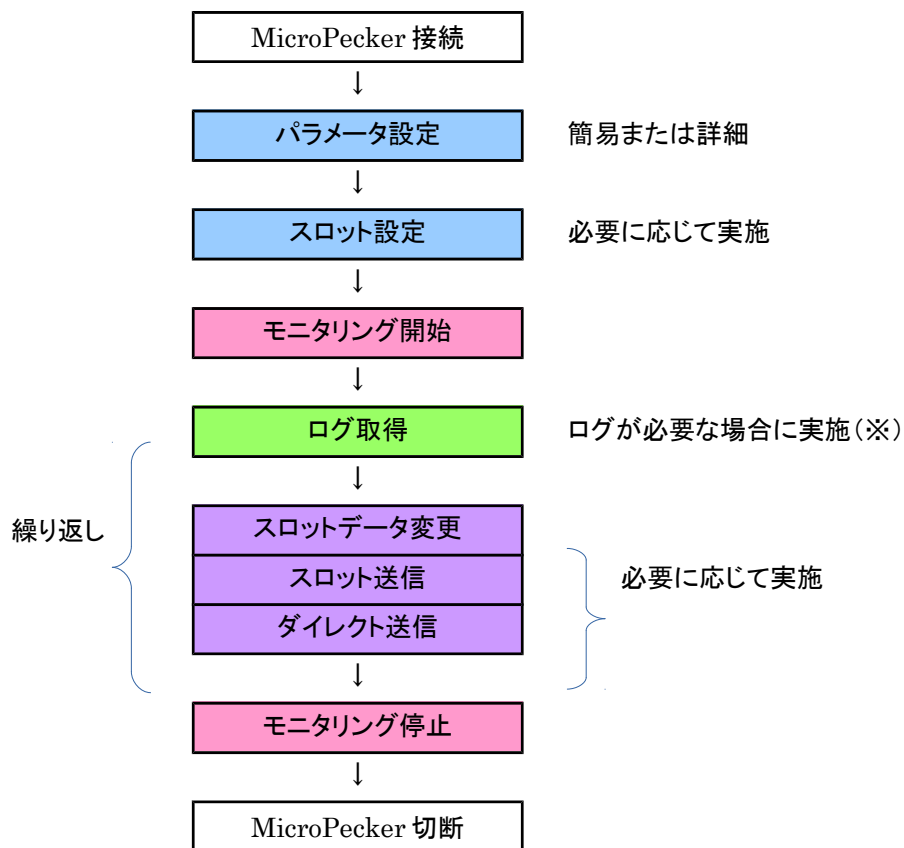 MicroPecker 接続
↓
パラメータ設定 簡易または詳細
↓
スロット設定 必要に応じて実施
↓
モニタリング開始
↓
ログ取得 ログが必要な場合に実施(※)
↓
スロットデータ変更
繰り返し
スロット送信 必要に応じて実施
ダイレクト送信
↓
モニタリング停止
↓
MicroPecker 切断